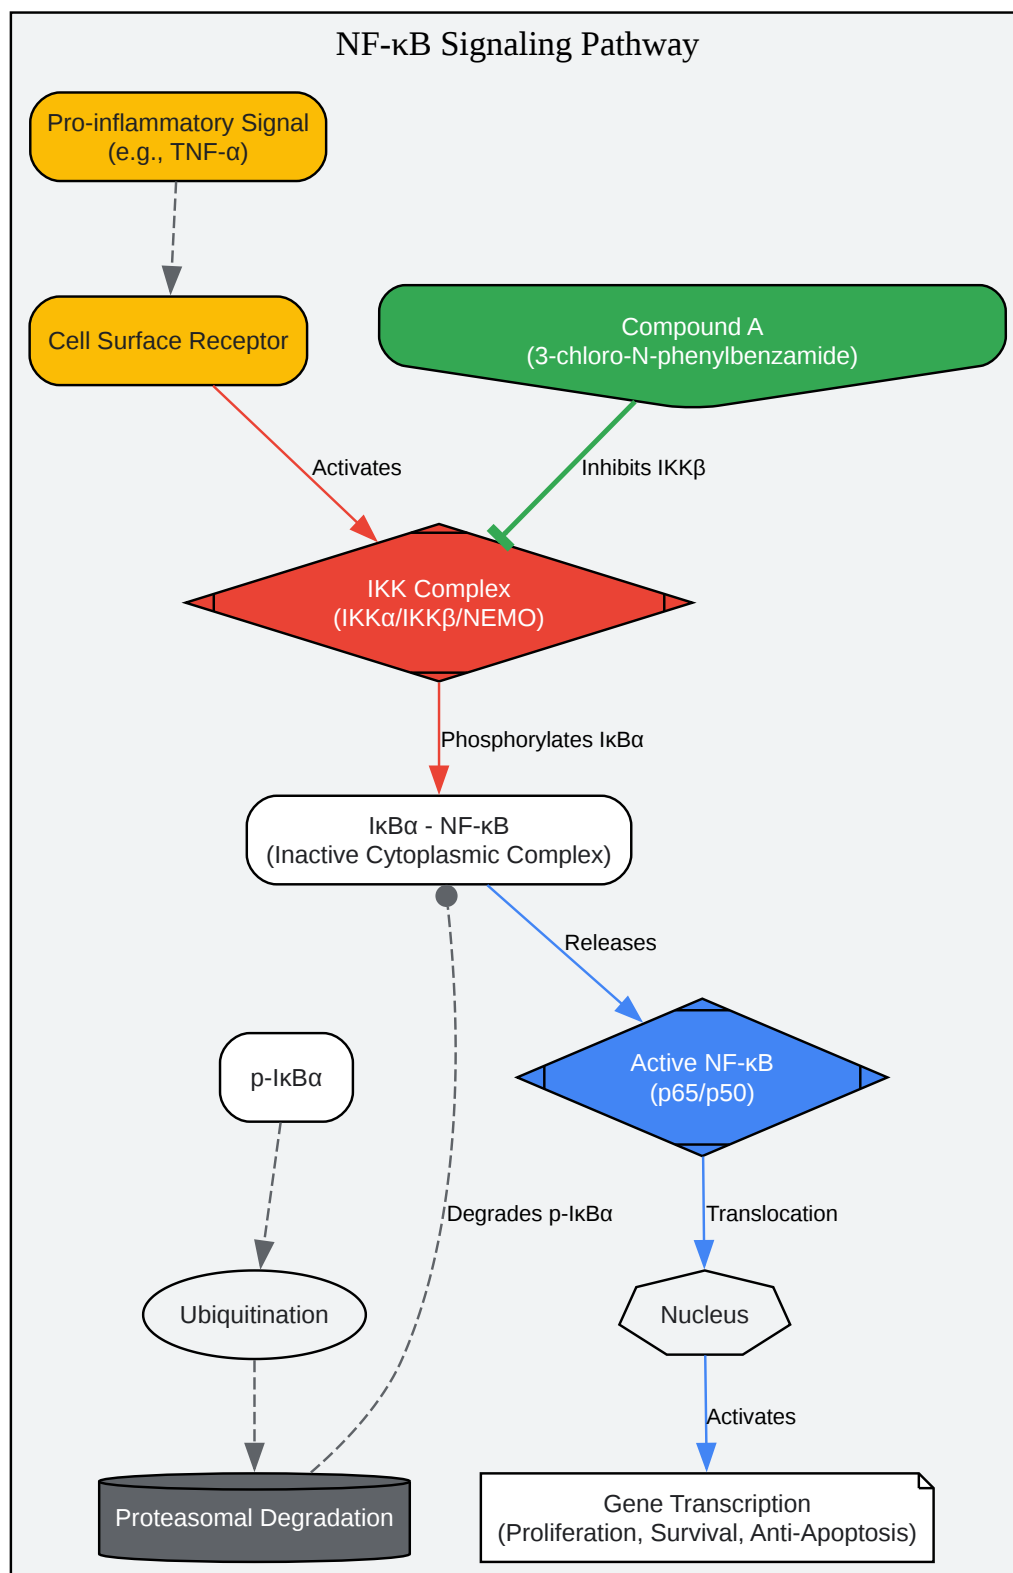 NF-κB Signaling Pathway
Pro-inflammatory Signal
(e.g., TNF-α)
Cell Surface Receptor
Compound A
(3-chloro-N-phenylbenzamide)
Activates
Inhibits IKKβ
IKK Complex
(IKKα/IKKβ/NEMO)
Phosphorylates IκBα
IκBα - NF-κB
(Inactive Cytoplasmic Complex)
Releases
p-IκBα
Active NF-κB
(p65/p50)
Degrades p-IκBα
Translocation
Ubiquitination
Nucleus
Activates
Proteasomal Degradation
Gene Transcription
(Proliferation, Survival, Anti-Apoptosis)